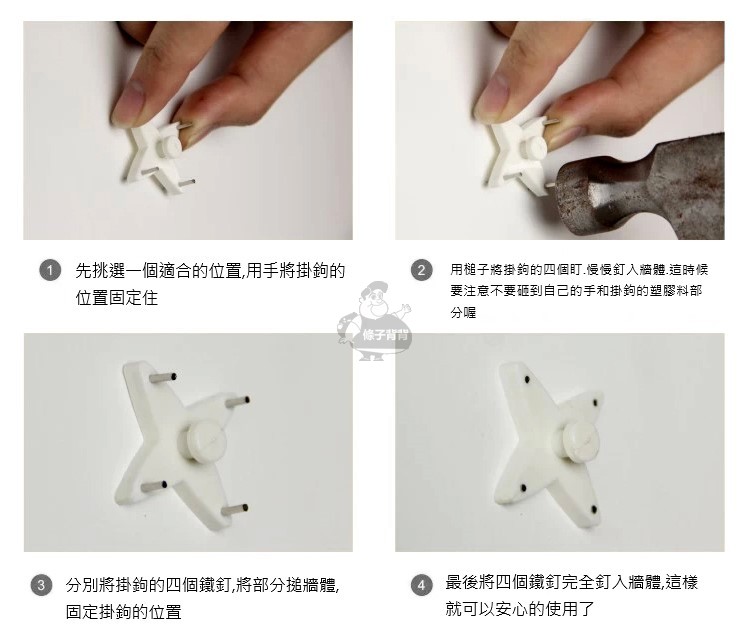 1 先挑選一個適合的位置,用手將掛鉤的
位置固定住
2 用槌子將掛鉤的四個盯.慢慢釘入牆體.這時候
要注意不要砸到自己的手和掛鉤的塑膠料部
分喔
條子背背
3 分別將掛鉤的四個鐵釘,將部分搥牆體,
固定掛鉤的位置
4 最後將四個鐵釘完全釘入牆體,這樣
就可以安心的使用了